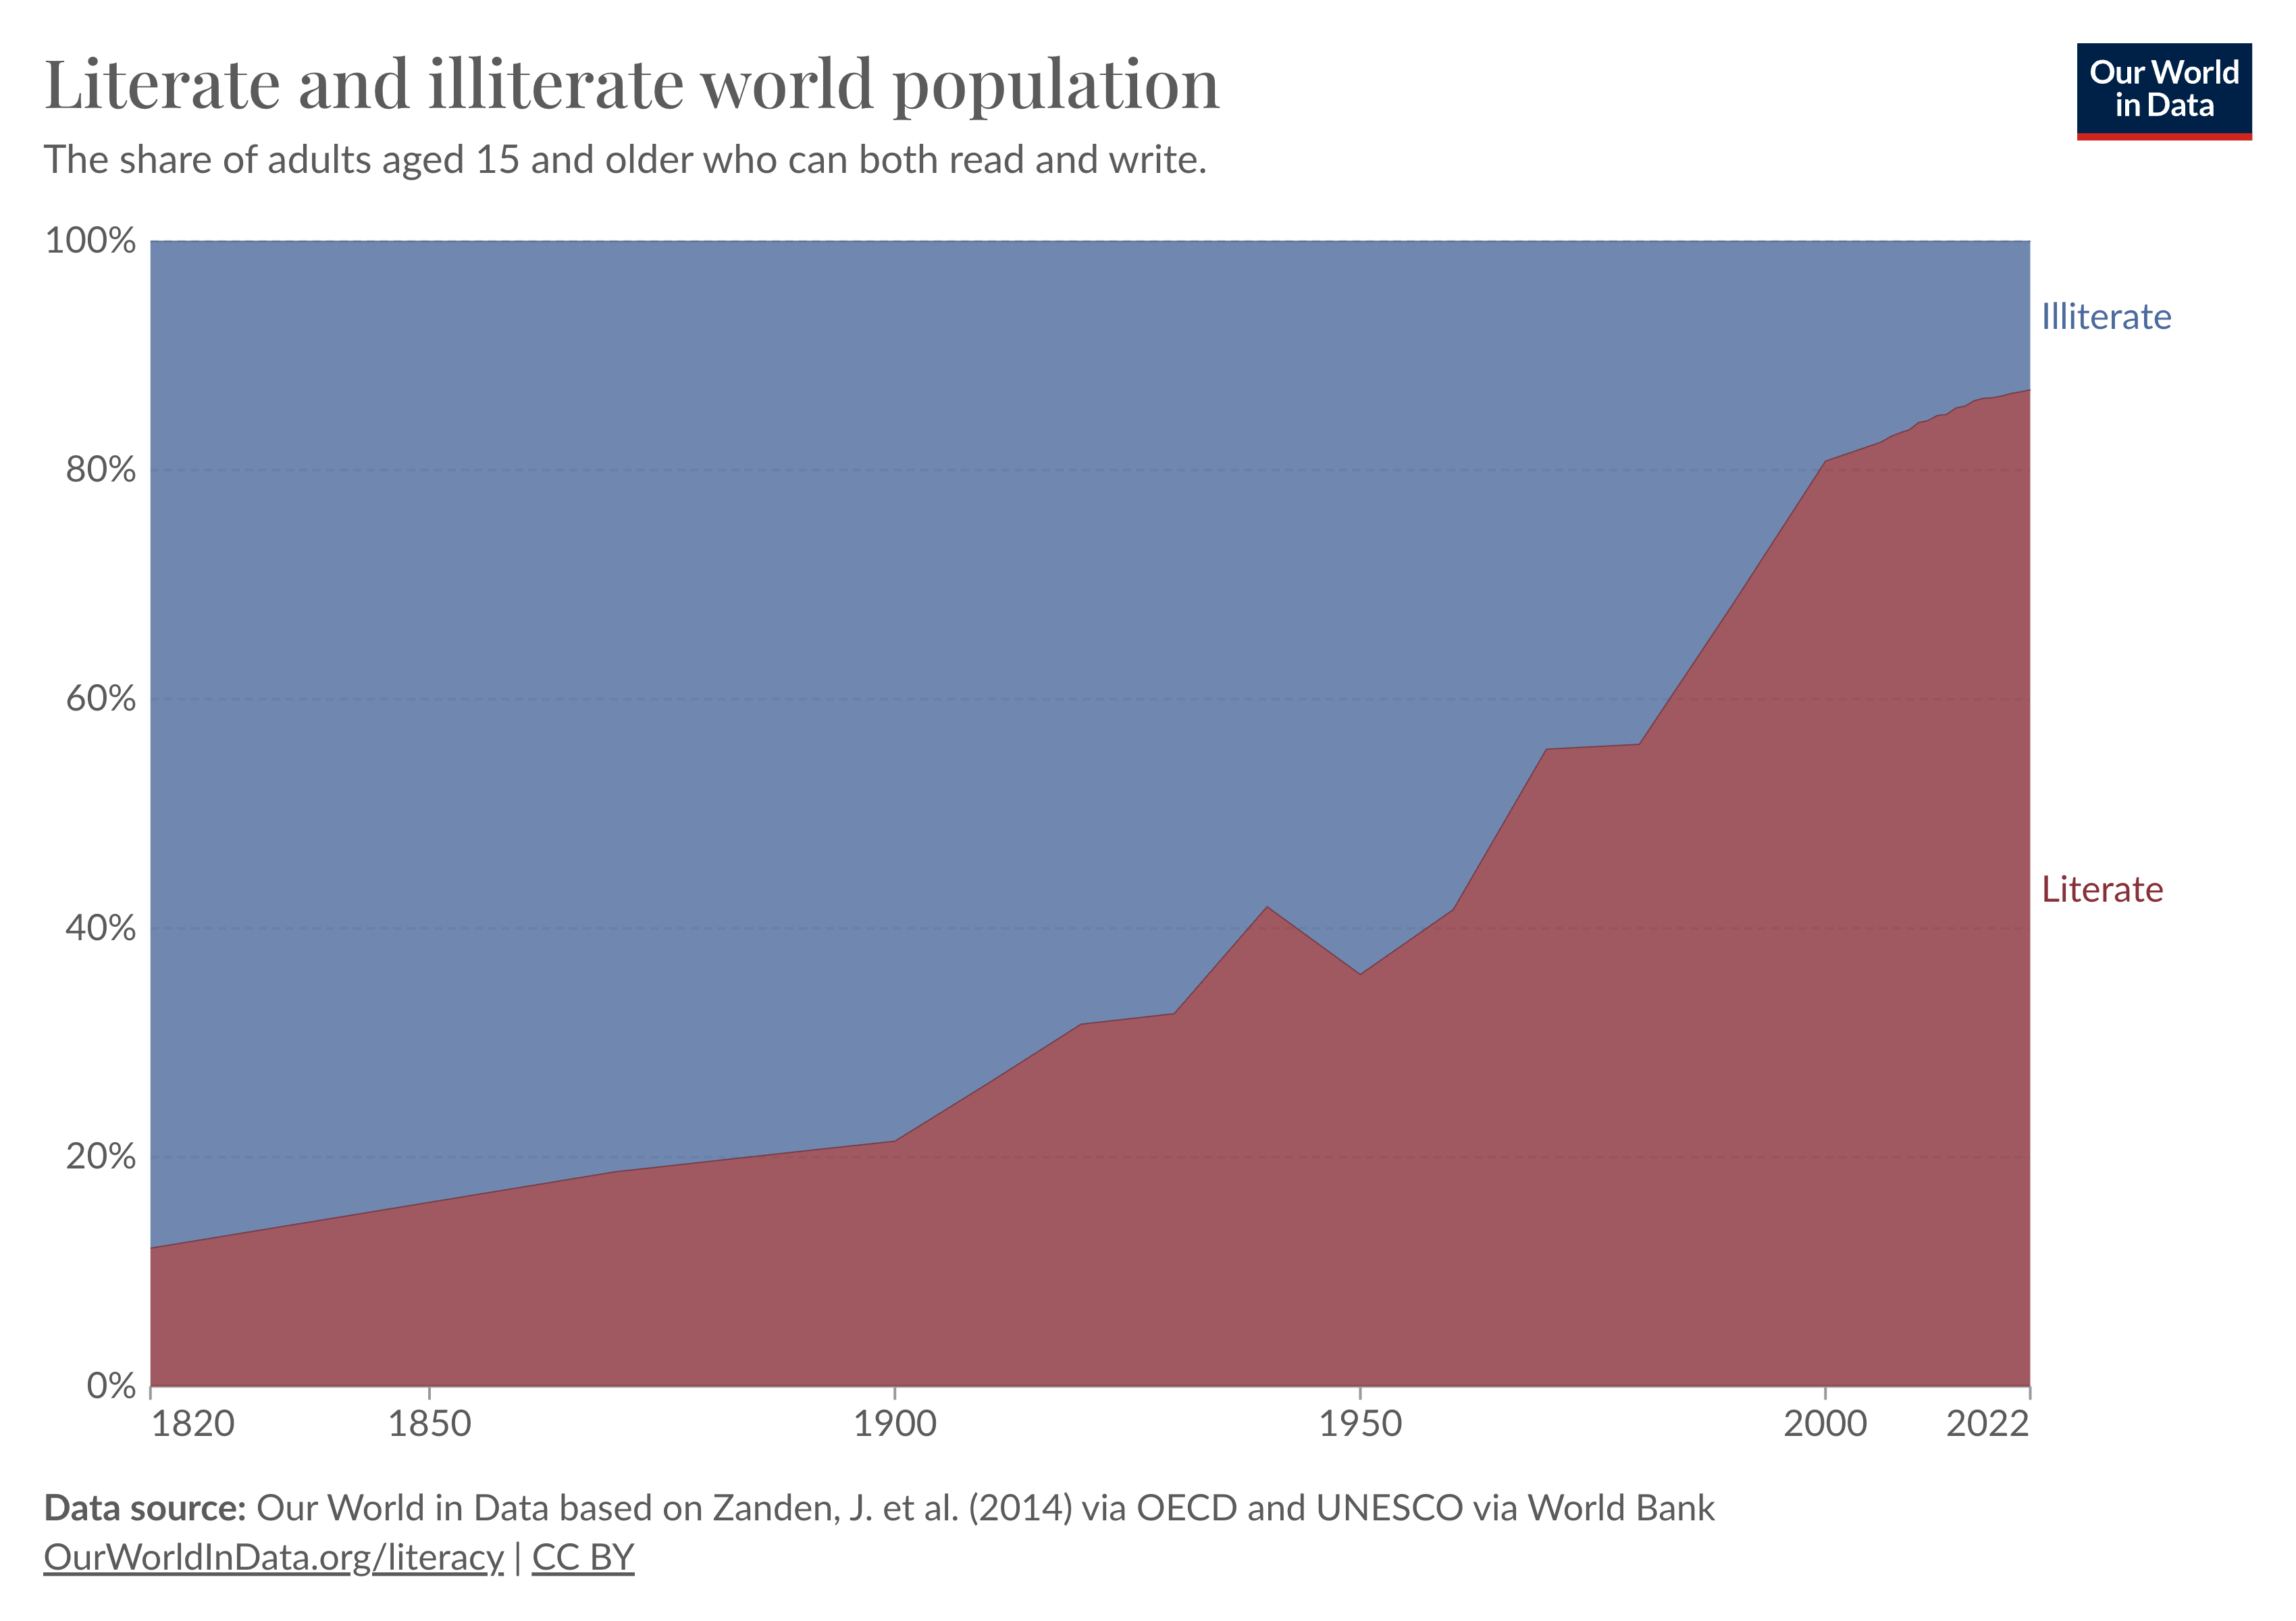 Literate and illiterate world population
Our World
in Data
The share of adults aged 15 and older who can both read and write.
100%
Illiterate
80%
60%
Literate
40%
20%
0%
1820 1850 1900 1950 2000 2022
Data source: Our World in Data based on Zanden, J. et al. (2014) via OECD and UNESCO via World Bank
OurWorldInData.org/literacy | CC BY